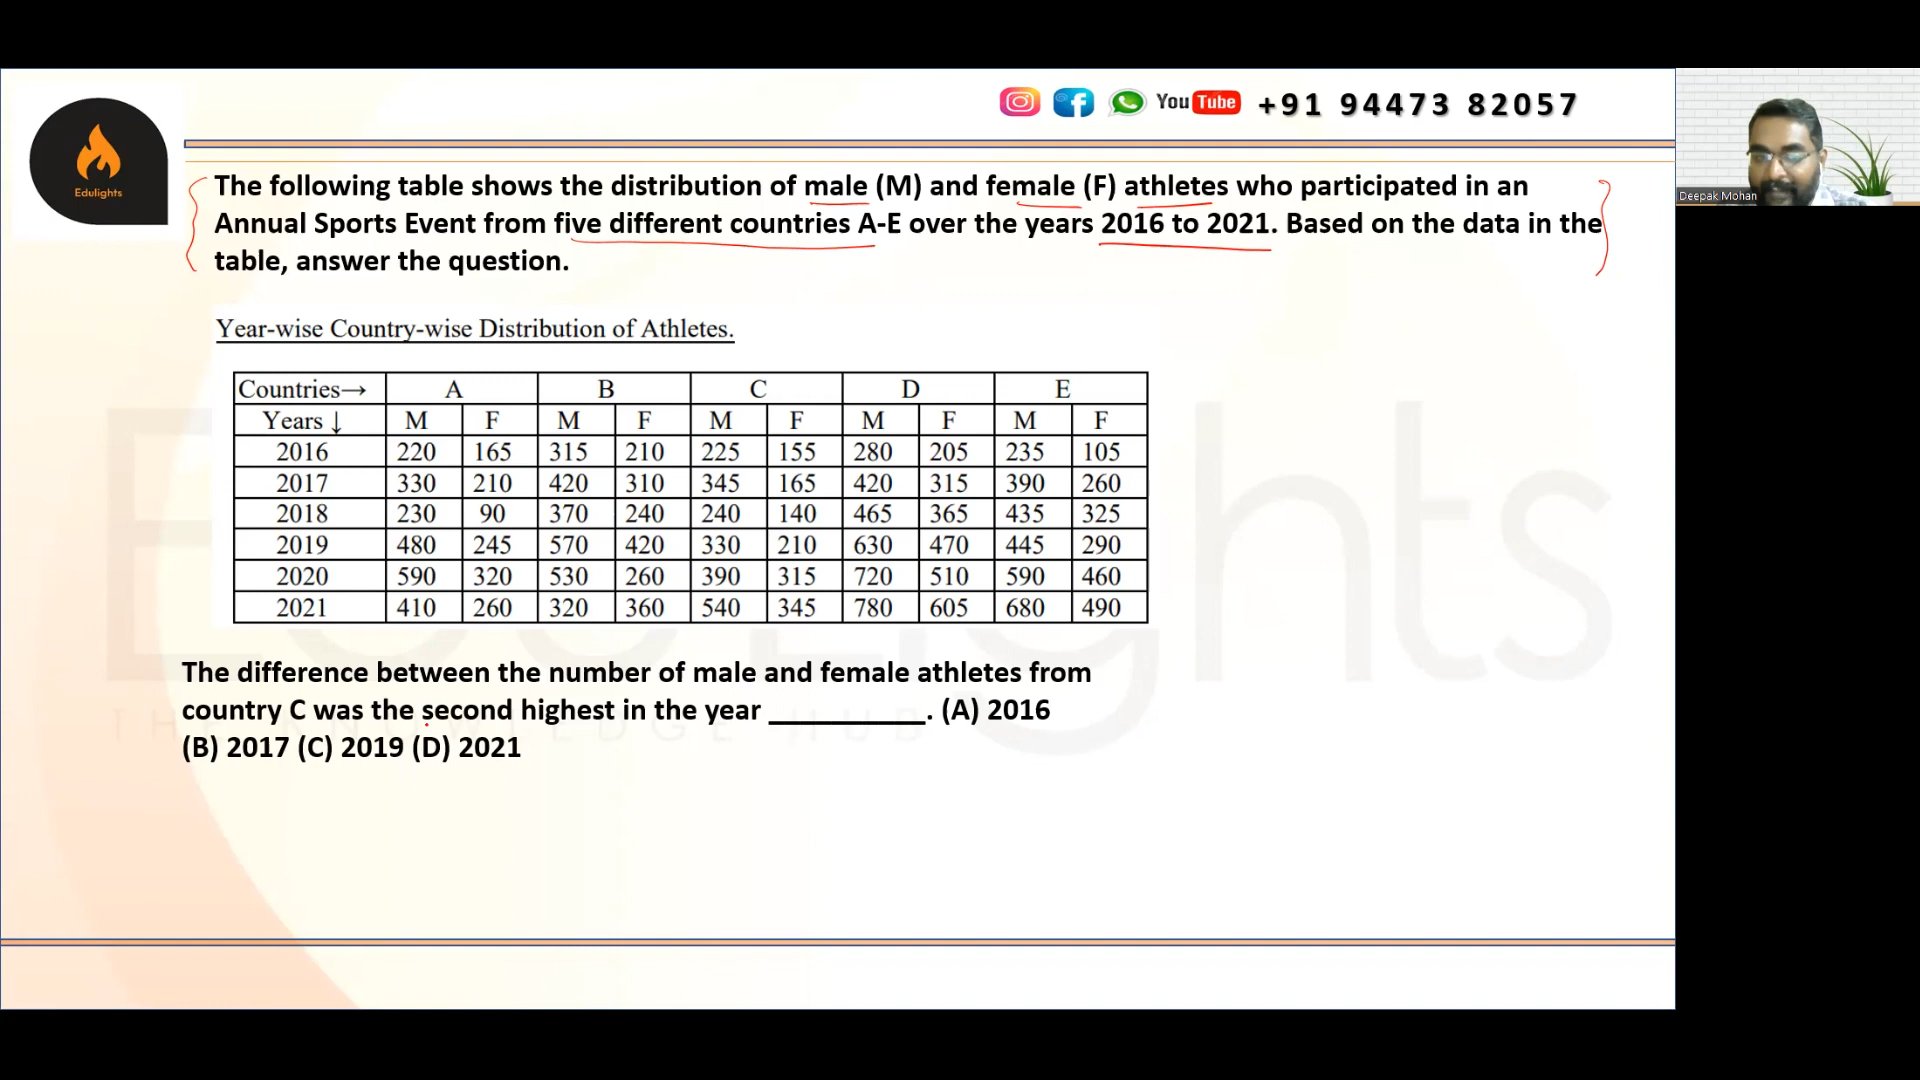 You Tube +91 94473 82057
Edulights
Deepak Mohan
The following table shows the distribution of male (M) and female (F) athletes who participated in an
Annual Sports Event from five different countries A-E over the years 2016 to 2021. Based on the data in the
table, answer the question.
Year-wise Country-wise Distribution of Athletes.
Countries→ A B C D E
Years ↓ M F M F M F M F M F
2016 220 165 315 210 225 155 280 205 235 105
2017 330 210 420 310 345 165 420 315 390 260
2018 230 90 370 240 240 140 465 365 435 325
2019 480 245 570 420 330 210 630 470 445 290
2020 590 320 530 260 390 315 720 510 590 460
2021 410 260 320 360 540 345 780 605 680 490
The difference between the number of male and female athletes from
country C was the second highest in the year ___________. (A) 2016
(B) 2017 (C) 2019 (D) 2021